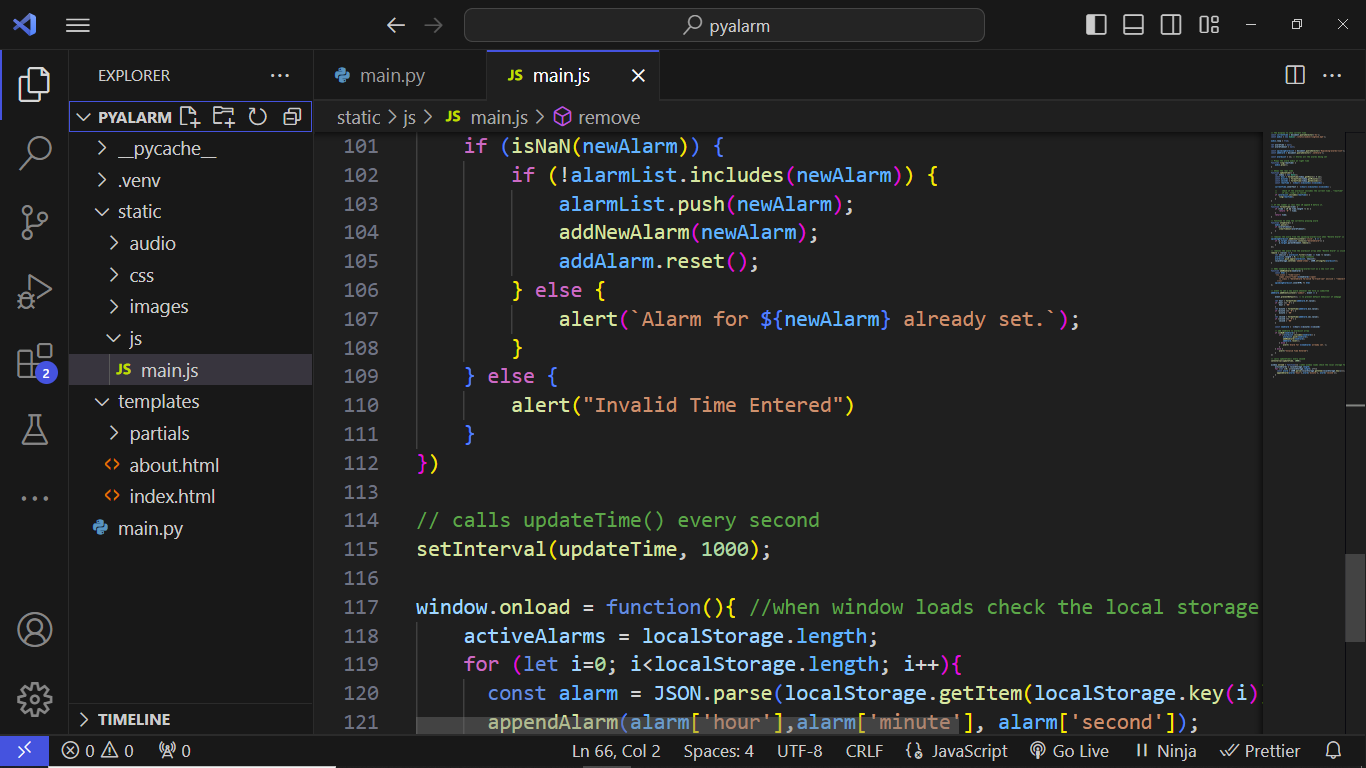 pyalarm
EXPLORER
main.py
JS main.js
PYALARM
static > js > JS main.js > remove
__pycache__
.venv
static
audio
css
images
js
JS main.js
templates
partials
about.html
index.html
main.py
2
101 if (isNaN(newAlarm)) {
102 if (!alarmList.includes(newAlarm)) {
103 alarmList.push(newAlarm);
104 addNewAlarm(newAlarm);
105 addAlarm.reset();
106 } else {
107 alert(`Alarm for ${newAlarm} already set.`);
108 }
109 } else {
110 alert("Invalid Time Entered")
111 }
112 })
113
114 // calls updateTime() every second
115 setInterval(updateTime, 1000);
116
117 window.onload = function(){ //when window loads check the local storage
118 activeAlarms = localStorage.length;
119 for (let i=0; i<localStorage.length; i++){
120 const alarm = JSON.parse(localStorage.getItem(localStorage.key(i)
121 appendAlarm(alarm['hour'],alarm['minute'], alarm['second']);
TIMELINE
0 0 0 Ln 66, Col 2 Spaces: 4 UTF-8 CRLF JavaScript Go Live Ninja Prettier